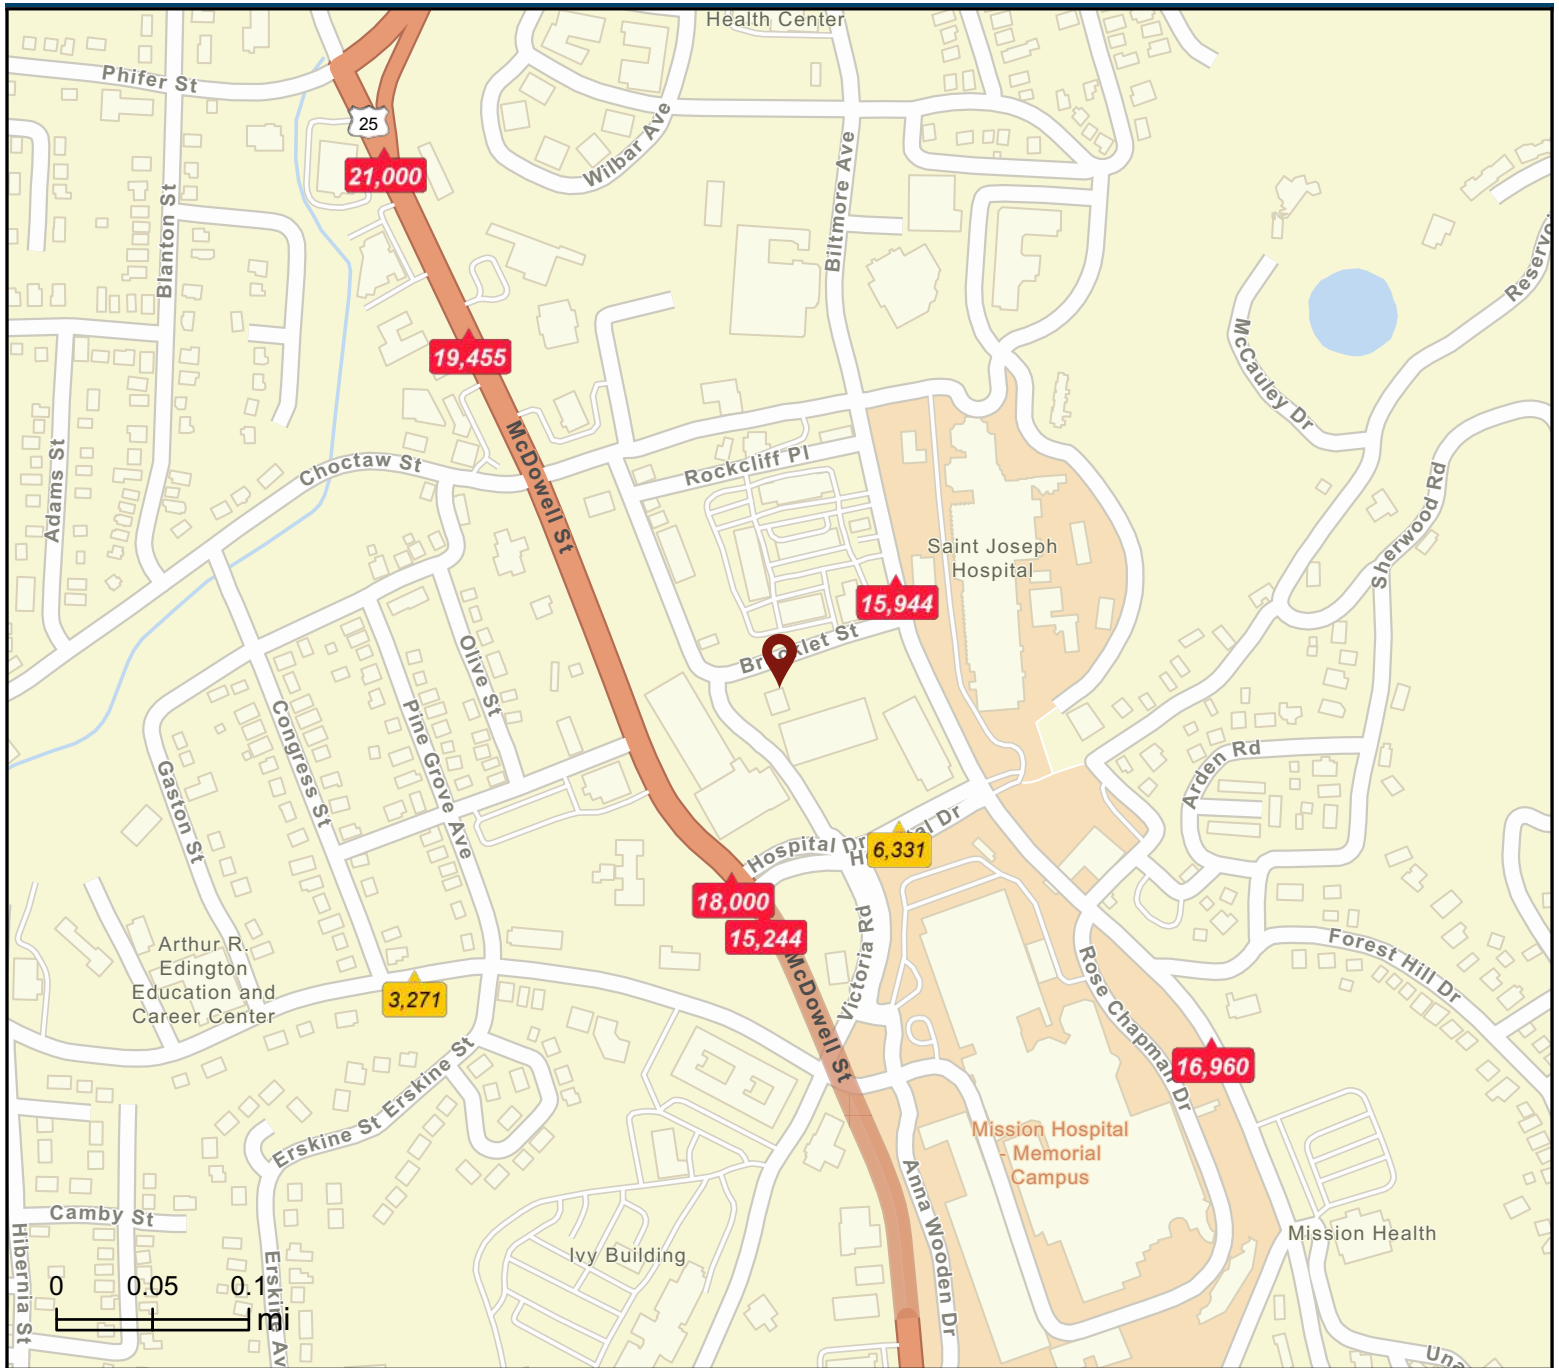 Health Center
Phifer St
25
21,000
Wilbar Ave
Biltmore Ave
Blanton St
McCauley Dr
19,455
McDowell St
Choctaw St
Rockcliff Pl
Adams St
Sherwood Rd
Saint Joseph
Hospital
15,944
Olive St
Congress St
Pine Grove Ave
Gaston St
Arden Rd
Hospital Dr
6,331
18,000
15,244
Victoria Rd
McDowell St
Arthur R.
Edington
Education and
Career Center
3,271
Forest Hill Dr
Rose Chapman Dr
16,960
Erskine St
Erskine St
Mission Hospital
- Memorial
Campus
Anna Wooden Dr
Camby St
Hibernia St
Ivy Building
Mission Health
0 0.05 0.1
mi